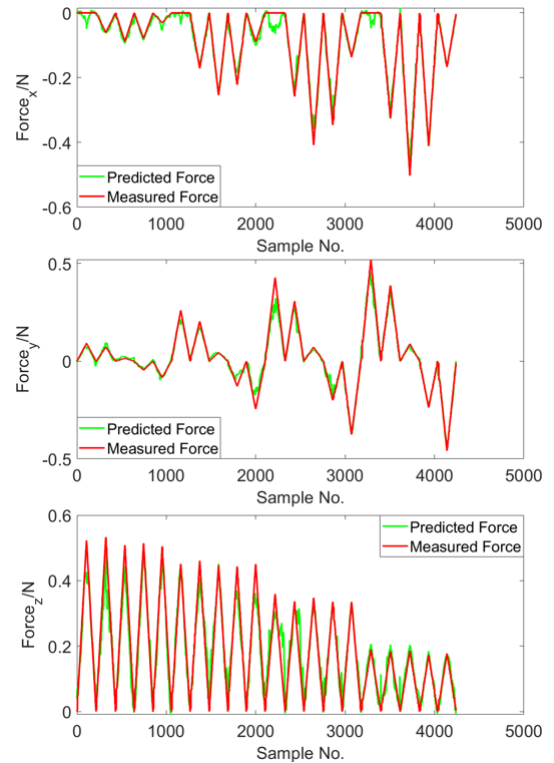 0
-0.2
-0.4
-0.6
Force_x/N
Predicted Force
Measured Force
0 1000 2000 3000 4000 5000
Sample No.
0.5
0
-0.5
Force_y/N
Predicted Force
Measured Force
0 1000 2000 3000 4000 5000
Sample No.
0.6
0.4
0.2
0
Force_z/N
Predicted Force
Measured Force
0 1000 2000 3000 4000 5000
Sample No.